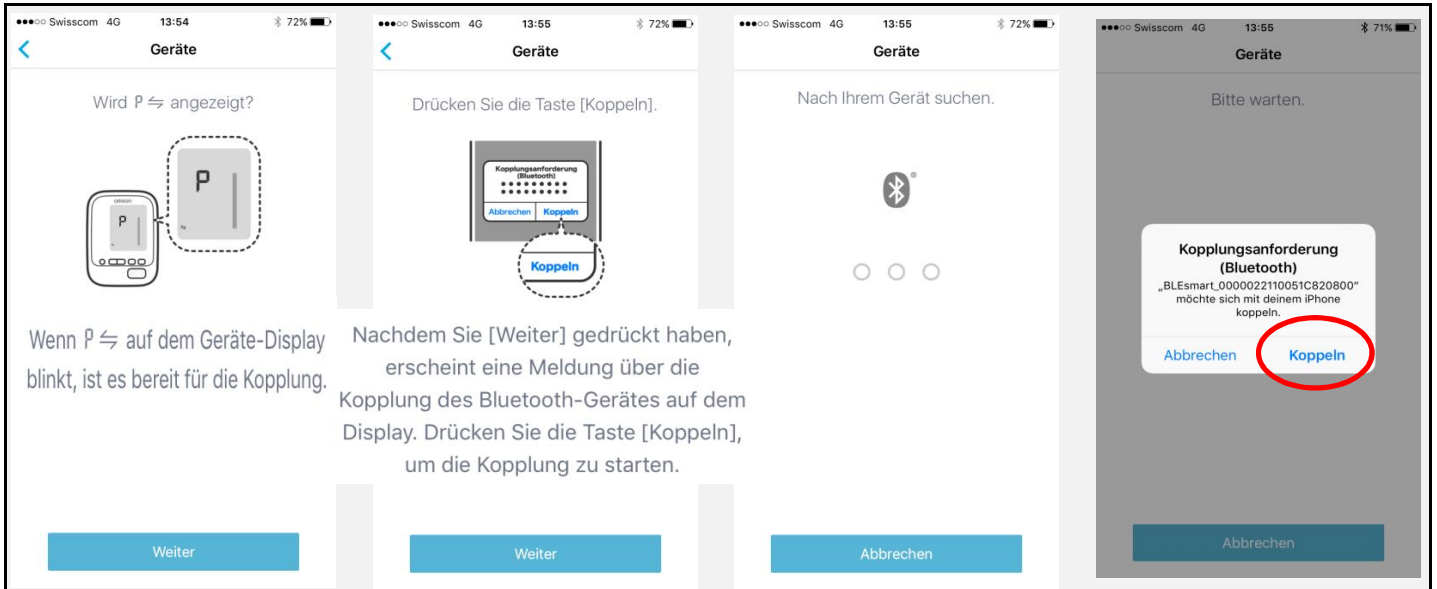 ●●●○○ Swisscom 4G 13:54 72%
Geräte
Wird P ⇋ angezeigt?
P
OMRON
P
Wenn P ⇋ auf dem Geräte-Display
blinkt, ist es bereit für die Kopplung.
Weiter
●●●○○ Swisscom 4G 13:55 72%
Geräte
Drücken Sie die Taste [Koppeln].
Kopplungsanforderung
(Bluetooth)
Abbrechen Koppeln
Koppeln
Nachdem Sie [Weiter] gedrückt haben,
erscheint eine Meldung über die
Kopplung des Bluetooth-Gerätes auf dem
Display. Drücken Sie die Taste [Koppeln],
um die Kopplung zu starten.
Weiter
●●●○○ Swisscom 4G 13:55 72%
Geräte
Nach Ihrem Gerät suchen.
Abbrechen
●●●○○ Swisscom 4G 13:55 71%
Geräte
Bitte warten.
Kopplungsanforderung
(Bluetooth)
„BLEsmart_0000022110051C820800“
möchte sich mit deinem iPhone
koppeln.
Abbrechen Koppeln
Abbrechen